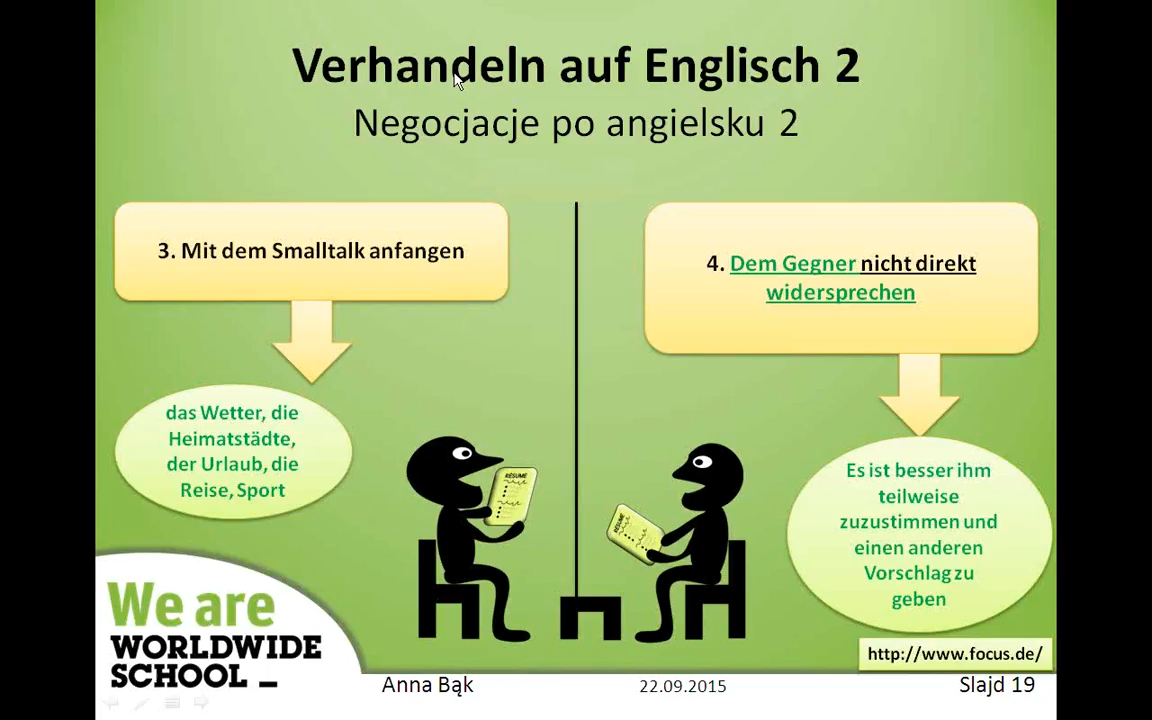 Verhandeln auf Englisch 2
Negocjacje po angielsku 2
3. Mit dem Smalltalk anfangen
das Wetter, die
Heimatstädte,
der Urlaub, die
Reise, Sport
4. Dem Gegner nicht direkt
widersprechen
Es ist besser ihm
teilweise
zuzustimmen und
einen anderen
Vorschlag zu
geben
RÉSUMÉ
RÉSUMÉ
http://www.focus.de/
We are
WORLDWIDE
SCHOOL _
Anna Bąk
22.09.2015
Slajd 19